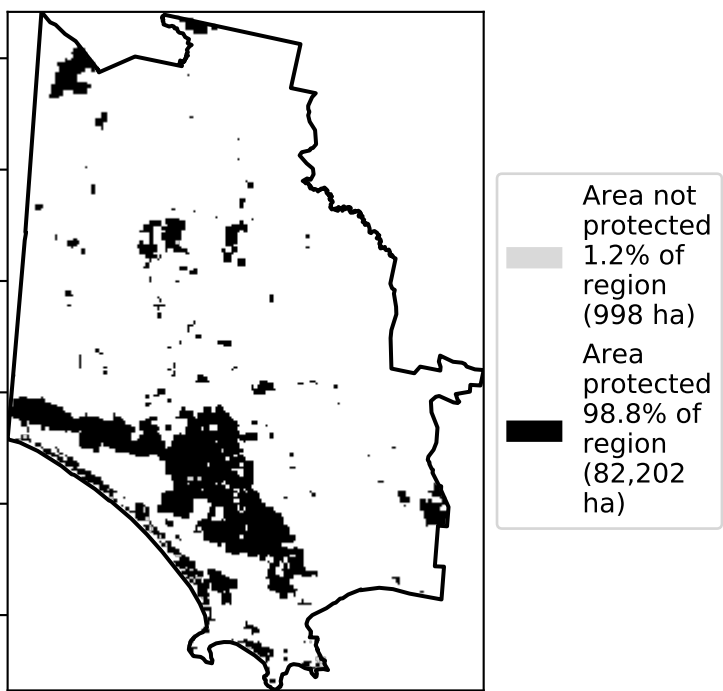 Area not
protected
1.2% of
region
(998 ha)
Area
protected
98.8% of
region
(82,202
ha)